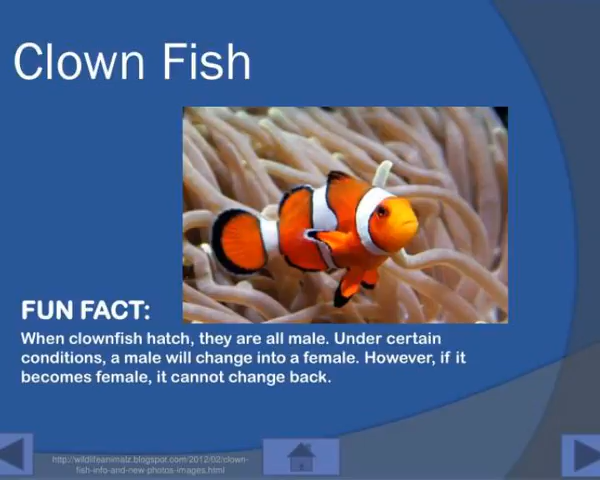 Clown Fish
FUN FACT:
When clownfish hatch, they are all male. Under certain
conditions, a male will change into a female. However, if it
becomes female, it cannot change back.
http://wildlifeanimalz.blogspot.com/2012/02/clown-
fish-info-and-new-photos-images.html